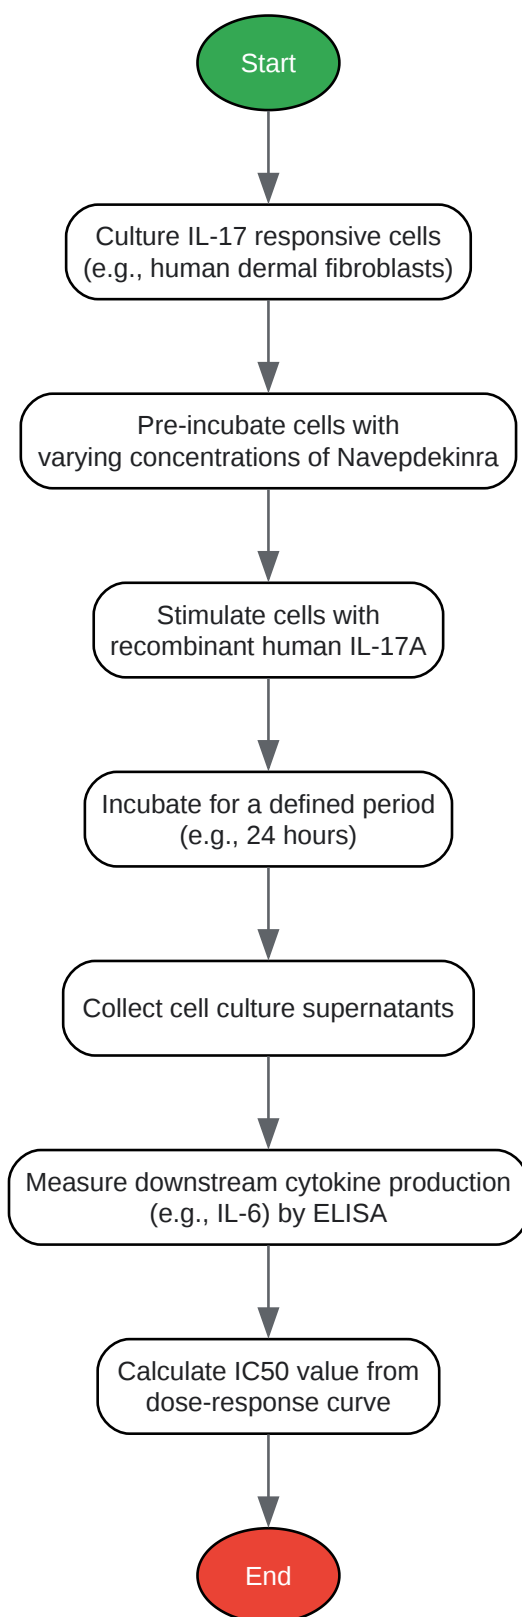 Start
Culture IL-17 responsive cells
(e.g., human dermal fibroblasts)
Pre-incubate cells with
varying concentrations of Navepdekinra
Stimulate cells with
recombinant human IL-17A
Incubate for a defined period
(e.g., 24 hours)
Collect cell culture supernatants
Measure downstream cytokine production
(e.g., IL-6) by ELISA
Calculate IC50 value from
dose-response curve
End